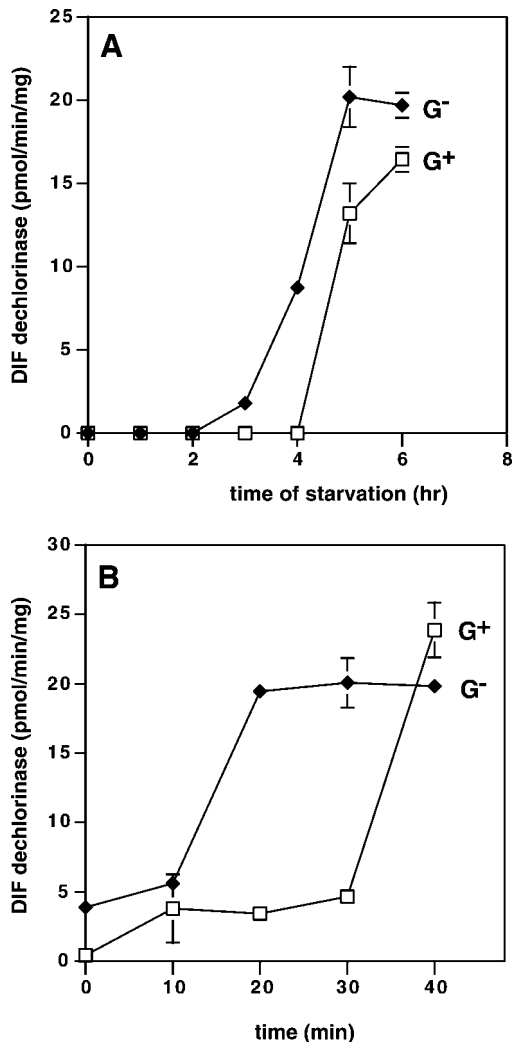 A
25
20
15
10
5
0
DIF dechlorinase (pmol/min/mg)
G-
G+
0 2 4 6 8
time of starvation (hr)
B
30
25
20
15
10
5
0
DIF dechlorinase (pmol/min/mg)
G+
G-
0 10 20 30 40
time (min)